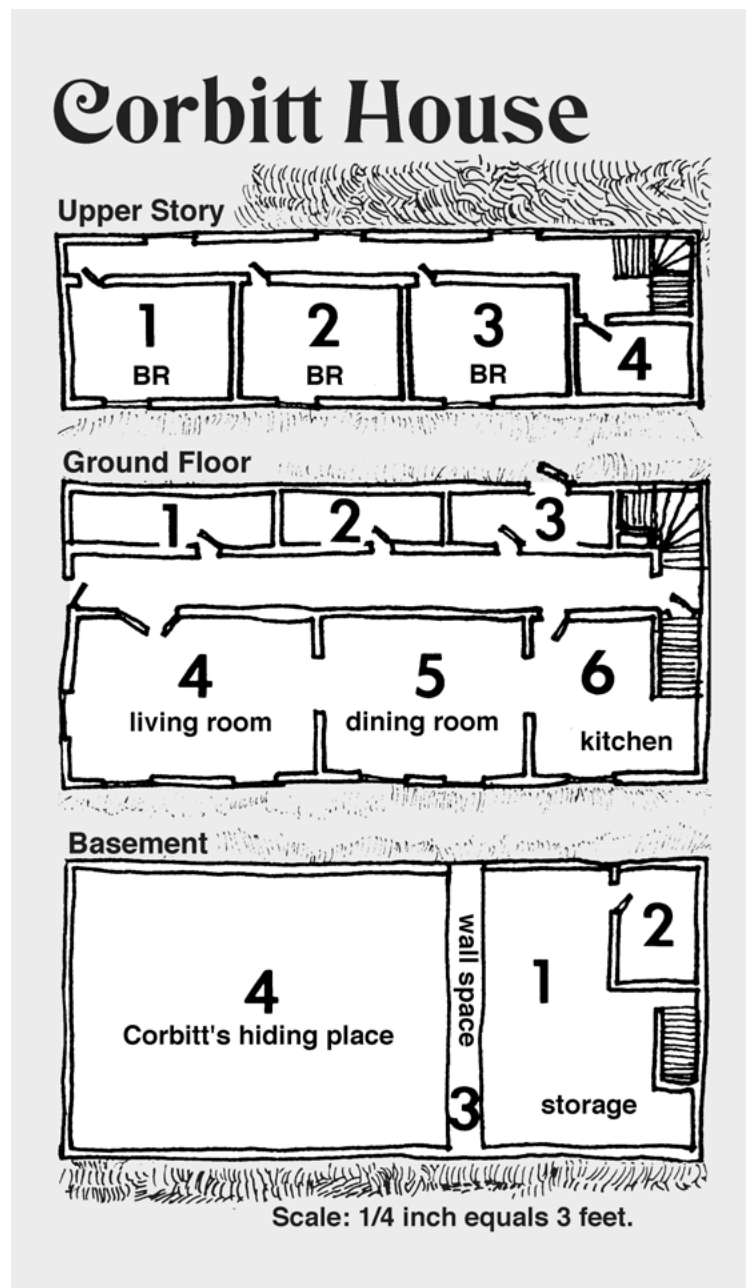 Corbitt House
Upper Story
1
BR
2
BR
3
BR
4
Ground Floor
1
2
3
4
living room
5
dining room
6
kitchen
Basement
4
Corbitt's hiding place
wall space
3
1
storage
2
Scale: 1/4 inch equals 3 feet.